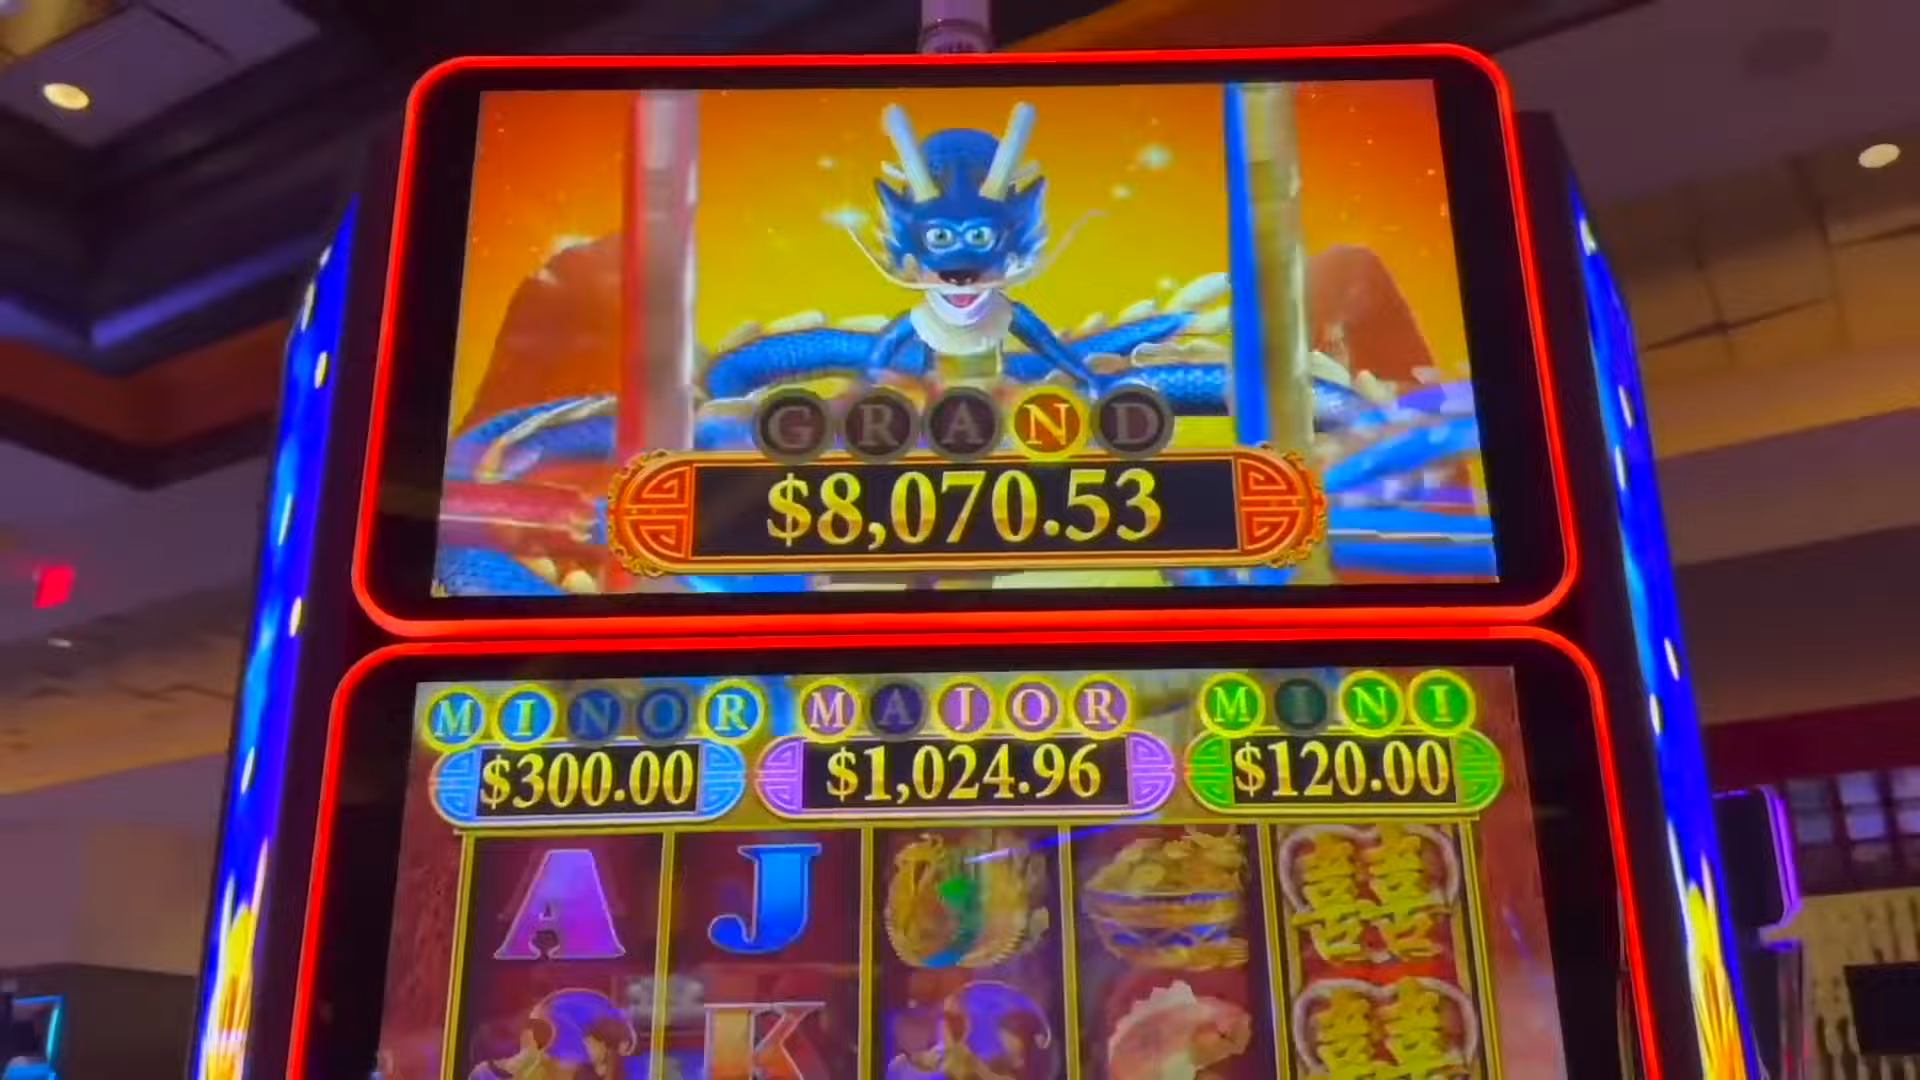 GRAND
$8,070.53
MINOR MAJOR MINI
$300.00 $1,024.96 $120.00
A J 囍
K 囍